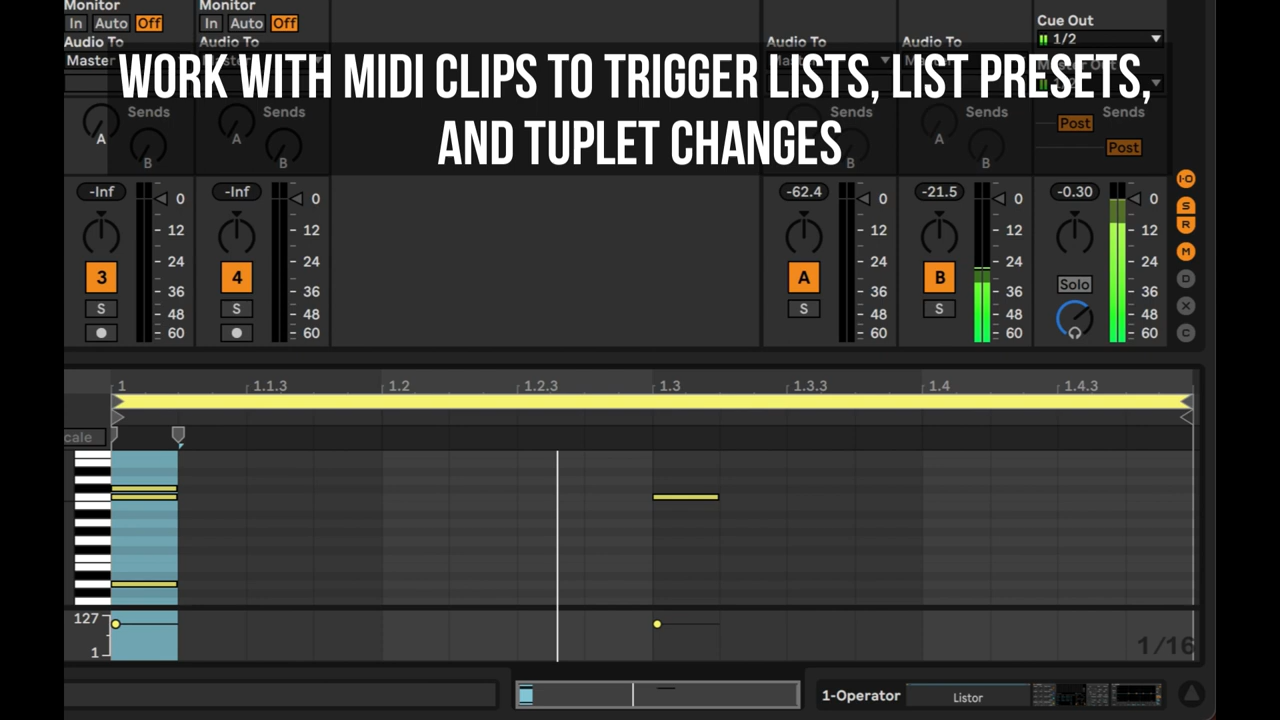 Monitor
Monitor
In Auto Off
In Auto Off
Cue Out
1/2
Audio To
Audio To
Audio To
Audio To
Master
WORK WITH MIDI CLIPS TO TRIGGER LISTS, LIST PRESETS,
AND TUPLET CHANGES
Sends
Sends
Sends
Sends
A
A
A
A
Post
B
B
B
B
Post
-Inf
-Inf
-62.4
-21.5
-0.30
0
12
24
36
48
60
0
12
24
36
48
60
0
12
24
36
48
60
0
12
24
36
48
60
0
12
24
36
48
60
3
4
A
B
S
S
S
S
Solo
I·O
S
R
M
D
X
C
1
1.1.3
1.2
1.2.3
1.3
1.3.3
1.4
1.4.3
cale
127
1
1/16
1-Operator
Listor